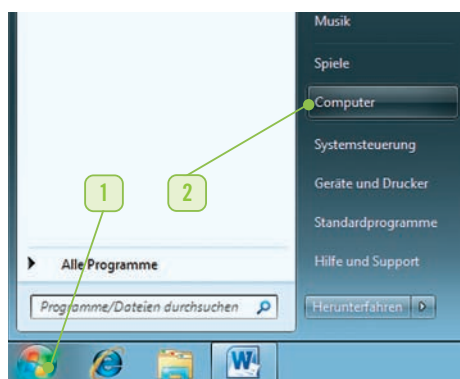 Musik
Spiele
Computer
Systemsteuerung
Geräte und Drucker
Standardprogramme
Hilfe und Support
Herunterfahren
1
2
Alle Programme
Programme/Dateien durchsuchen
W